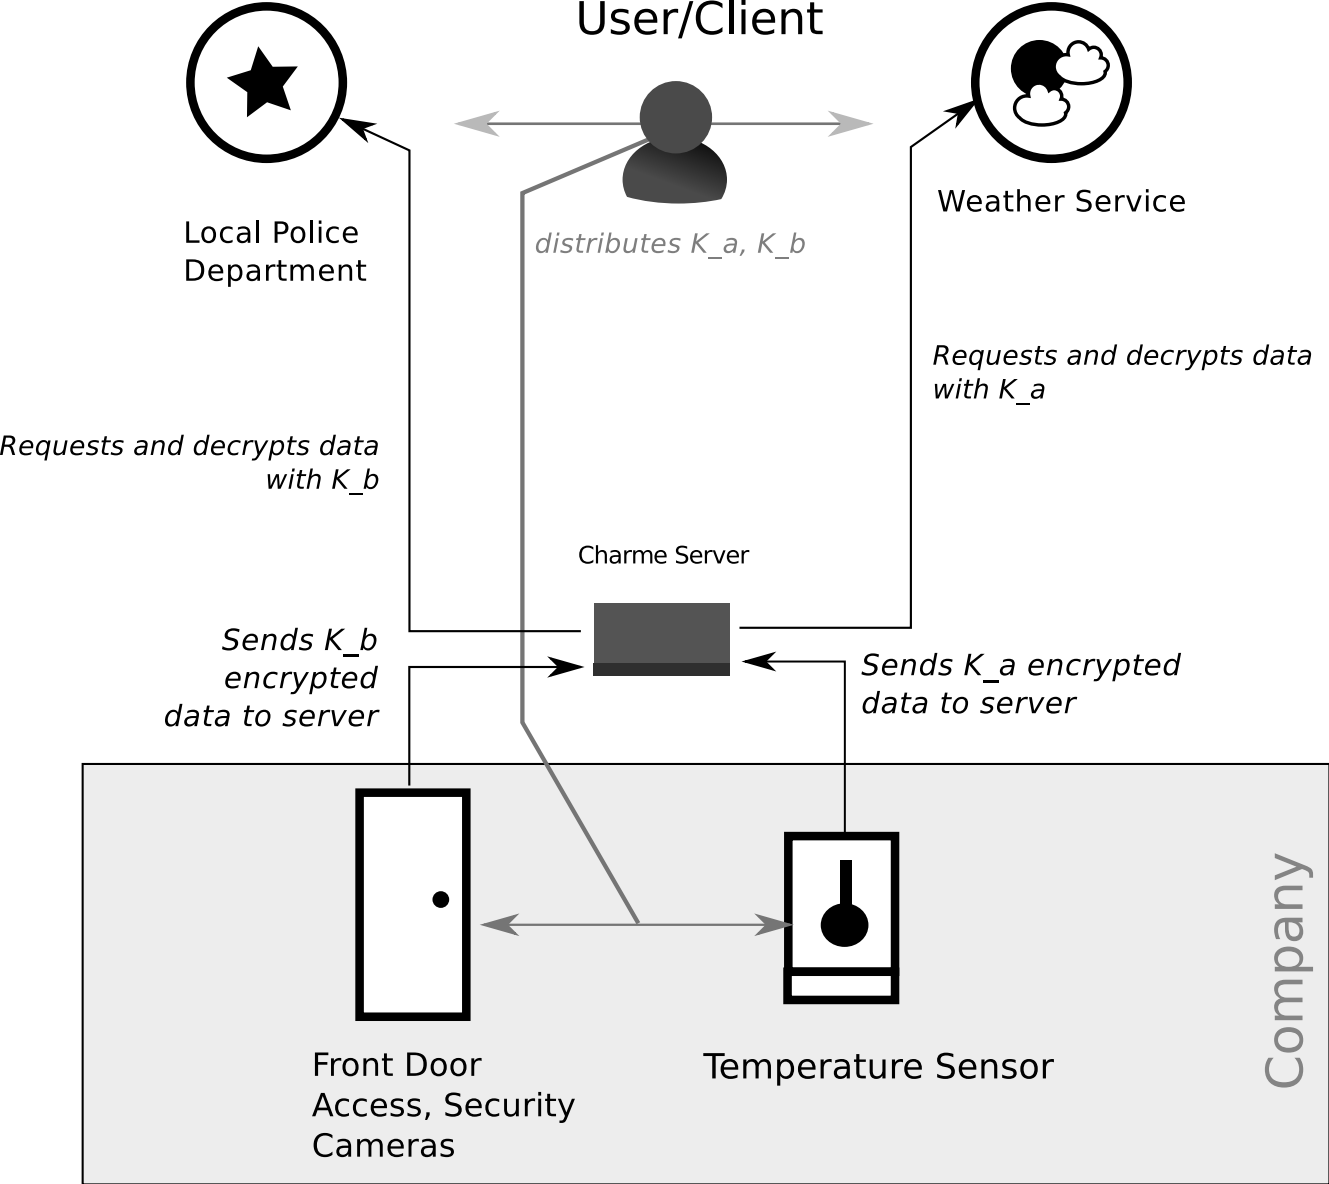 User/Client
Local Police
Department
Weather Service
distributes K_a, K_b
Requests and decrypts data
with K_a
Requests and decrypts data
with K_b
Charme Server
Sends K_b
encrypted
data to server
Sends K_a encrypted
data to server
Company
Front Door
Access, Security
Cameras
Temperature Sensor